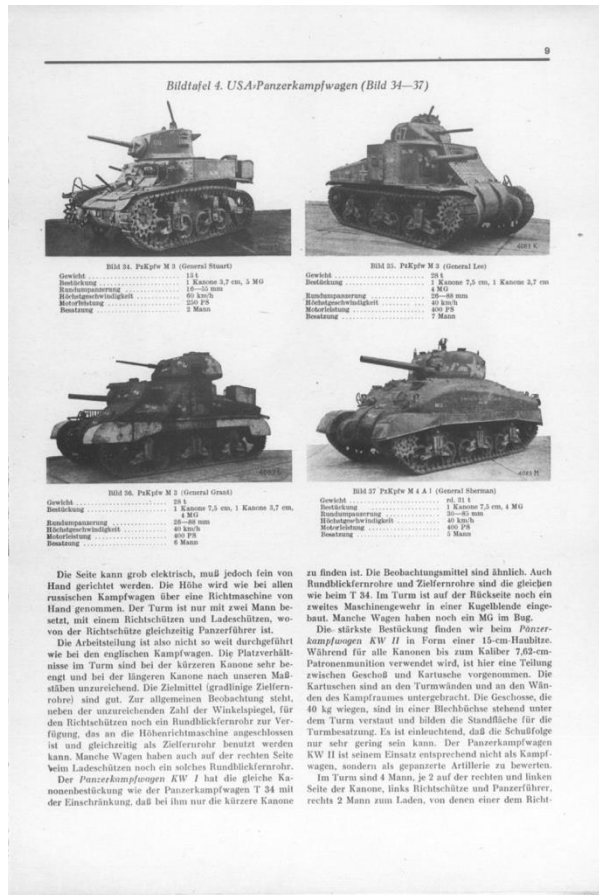 9
Bildtafel 4. USA-Panzerkampfwagen (Bild 34—37)
4083 K
Bild 34. PzKpfw M 3 (General Stuart)
Gewicht ........ 13 t
Bestückung ........ 1 Kanone 3,7 cm, 5 MG
Rundumpanzerung ........ 16—55 mm
Höchstgeschwindigkeit ........ 60 km/h
Motorleistung ........ 250 PS
Besatzung ........ 2 Mann
Bild 35. PzKpfw M 3 (General Lee)
Gewicht ........ 28 t
Bestückung ........ 1 Kanone 7,5 cm, 1 Kanone 3,7 cm
4 MG
Rundumpanzerung ........ 26—88 mm
Höchstgeschwindigkeit ........ 40 km/h
Motorleistung ........ 400 PS
Besatzung ........ 7 Mann
Bild 36. PzKpfw M 3 (General Grant)
Gewicht ........ 28 t
Bestückung ........ 1 Kanone 7,5 cm, 1 Kanone 3,7 cm,
4 MG
Rundumpanzerung ........ 26—88 mm
Höchstgeschwindigkeit ........ 40 km/h
Motorleistung ........ 400 PS
Besatzung ........ 6 Mann
Bild 37 PzKpfw M 4 A 1 (General Sherman)
Gewicht ........ rd. 31 t
Bestückung ........ 1 Kanone 7,5 cm, 4 MG
Rundumpanzerung ........ 30—85 mm
Höchstgeschwindigkeit ........ 40 km/h
Motorleistung ........ 400 PS
Besatzung ........ 5 Mann
Die Seite kann grob elektrisch, muß jedoch fein von
Hand gerichtet werden. Die Höhe wird wie bei allen
russischen Kampfwagen über eine Richtmaschine von
Hand genommen. Der Turm ist nur mit zwei Mann be-
setzt, mit einem Richtschützen und Ladeschützen, wo-
von der Richtschütze gleichzeitig Panzerführer ist.
Die Arbeitsteilung ist also nicht so weit durchgeführt
wie bei den englischen Kampfwagen. Die Platzverhält-
nisse im Turm sind bei der kürzeren Kanone sehr be-
engt und bei der längeren Kanone nach unseren Maß-
stäben unzureichend. Die Zielmittel (gradlinige Zielfern-
rohre) sind gut. Zur allgemeinen Beobachtung steht,
neben der unzureichenden Zahl der Winkelspiegel, für
den Richtschützen noch ein Rundblickfernrohr zur Ver-
fügung, das an die Höhenrichtmaschine angeschlossen
ist und gleichzeitig als Zielfernrohr benutzt werden
kann. Manche Wagen haben auch auf der rechten Seite
beim Ladeschützen noch ein solches Rundblickfernrohr.
Der Panzerkampfwagen KW I hat die gleiche Ka-
nonenbestückung wie der Panzerkampfwagen T 34 mit
der Einschränkung, daß bei ihm nur die kürzere Kanone
zu finden ist. Die Beobachtungsmittel sind ähnlich. Auch
Rundblickfernrohre und Zielfernrohre sind die gleichen
wie beim T 34. Im Turm ist auf der Rückseite noch ein
zweites Maschinengewehr in einer Kugelblende einge-
baut. Manche Wagen haben noch ein MG im Bug.
Die stärkste Bestückung finden wir beim Panzer-
kampfwagen KW II in Form einer 15-cm-Haubitze.
Während für alle Kanonen bis zum Kaliber 7,62-cm-
Patronenmunition verwendet wird, ist hier eine Teilung
zwischen Geschoß und Kartusche vorgenommen. Die
Kartuschen sind an den Turmwänden und an den Wän-
den des Kampfraumes untergebracht. Die Geschosse, die
40 kg wiegen, sind in einer Blechbüchse stehend unter
dem Turm verstaut und bilden die Standfläche für die
Turmbesatzung. Es ist einleuchtend, daß die Schußfolge
nur sehr gering sein kann. Der Panzerkampfwagen
KW II ist seinem Einsatz entsprechend nicht als Kampf-
wagen, sondern als gepanzerte Artillerie zu bewerten.
Im Turm sind 4 Mann, je 2 auf der rechten und linken
Seite der Kanone, links Richtschütze und Panzerführer,
rechts 2 Mann zum Laden, von denen einer dem Richt-